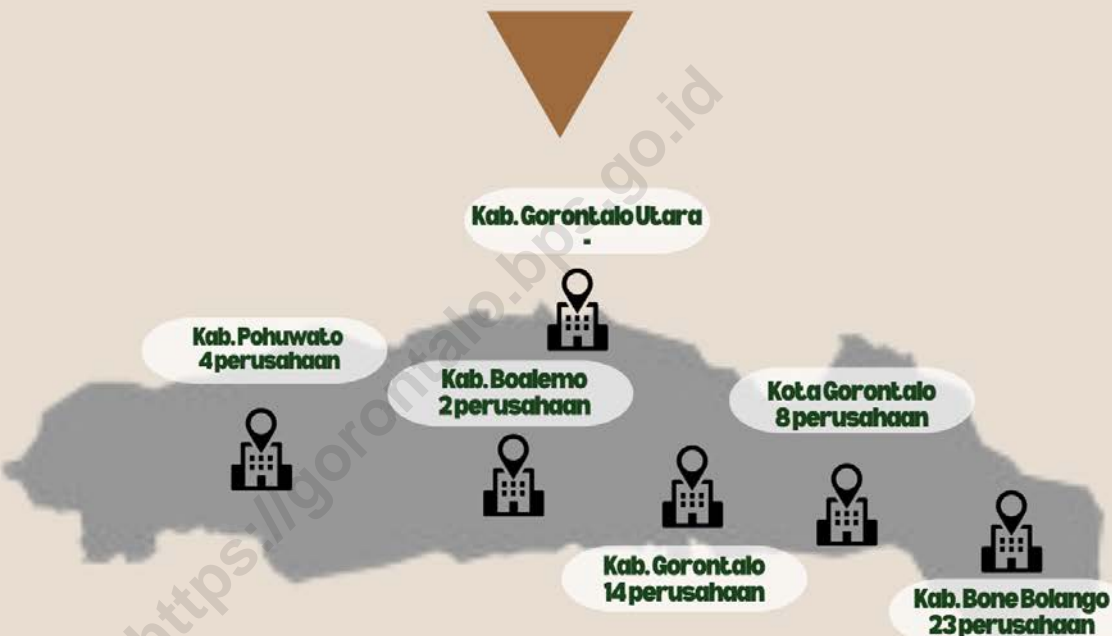 Kab. Gorontalo Utara
-
Kab. Pohuwato
4 perusahaan
Kab. Boalemo
2 perusahaan
Kota Gorontalo
8 perusahaan
Kab. Gorontalo
14 perusahaan
Kab. Bone Bolango
23 perusahaan
https://gorontalo.bps.go.id